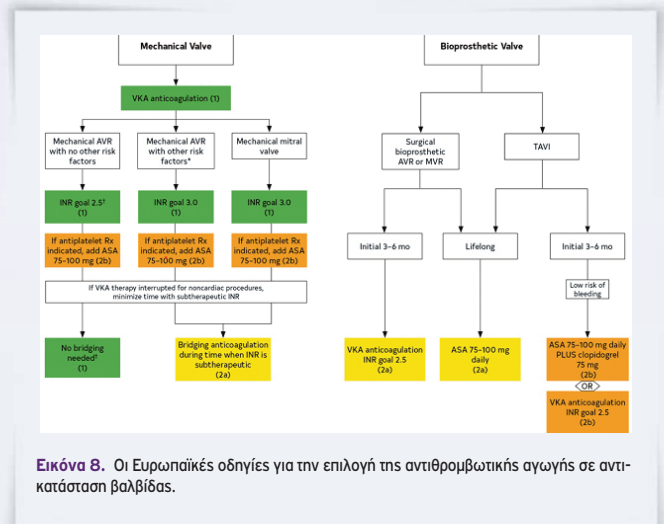 Mechanical Valve
VKA anticoagulation (1)
Mechanical AVR
with no other risk
factors
Mechanical AVR
with other risk
factors*
Mechanical mitral
valve
INR goal 2.5†
(1)
INR goal 3.0
(1)
INR goal 3.0
(1)
If antiplatelet Rx
indicated, add ASA
75–100 mg (2b)
If antiplatelet Rx
indicated, add ASA
75–100 mg (2b)
If antiplatelet Rx
indicated, add ASA
75–100 mg (2b)
If VKA therapy interrupted for noncardiac procedures,
minimize time with subtherapeutic INR
No bridging
needed†
(1)
Bridging anticoagulation
during time when INR is
subtherapeutic
(2a)
Bioprosthetic Valve
Surgical
bioprosthetic
AVR or MVR
TAVI
Initial 3–6 mo
Lifelong
Initial 3–6 mo
Low risk of
bleeding
VKA anticoagulation
INR goal 2.5
(2a)
ASA 75–100 mg
daily
(2a)
ASA 75–100 mg daily
PLUS clopidogrel
75 mg
(2b)
OR
VKA anticoagulation
INR goal 2.5
(2b)
Εικόνα 8. Οι Ευρωπαϊκές οδηγίες για την επιλογή της αντιθρομβωτικής αγωγής σε αντι-
κατάσταση βαλβίδας.